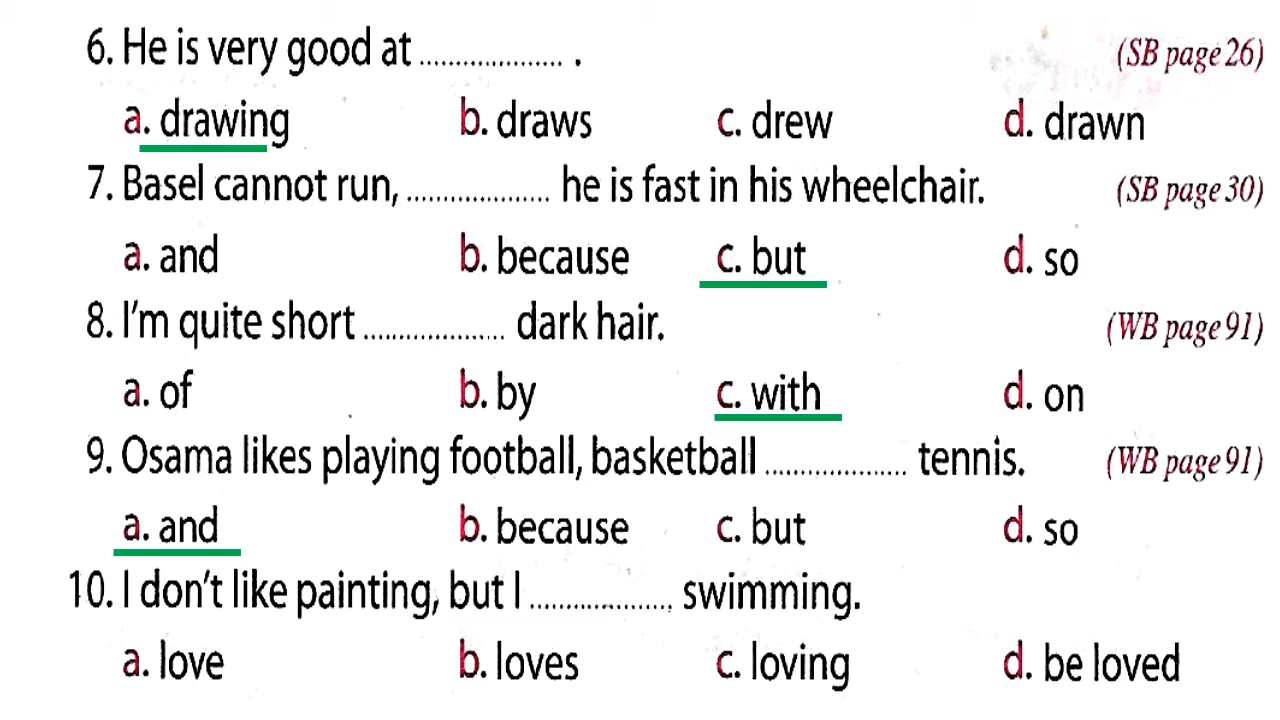 6. He is very good at .................... . (SB page 26)
a. drawing b. draws c. drew d. drawn
7. Basel cannot run, .................... he is fast in his wheelchair. (SB page 30)
a. and b. because c. but d. so
8. I'm quite short .................... dark hair. (WB page 91)
a. of b. by c. with d. on
9. Osama likes playing football, basketball .................... tennis. (WB page 91)
a. and b. because c. but d. so
10. I don't like painting, but I .................... swimming.
a. love b. loves c. loving d. be loved